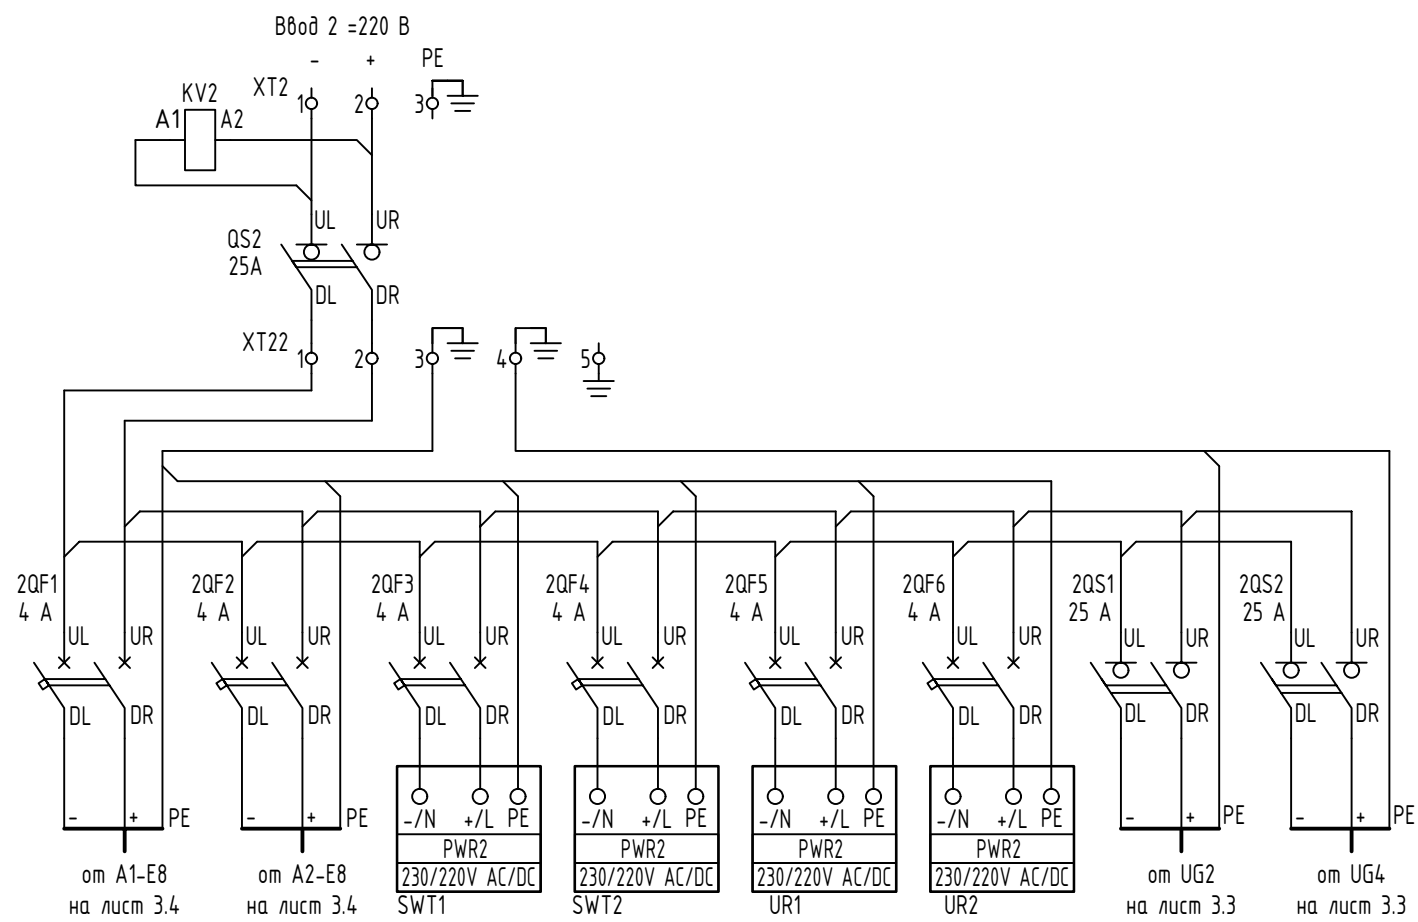 Ввод 2 =220 В
- + PE
XT2 1 2 3
KV2
A1 A2
UL UR
QS2
25A
DL DR
XT22 1 2 3 4 5
2QF1 2QF2 2QF3 2QF4 2QF5 2QF6 2QS1 2QS2
4 A 4 A 4 A 4 A 4 A 4 A 25 A 25 A
UL UR UL UR UL UR UL UR UL UR UL UR UL UR UL UR
DL DR DL DR DL DR DL DR DL DR DL DR DL DR DL DR
- + PE - + PE -/N +/L PE -/N +/L PE -/N +/L PE -/N +/L PE - + PE - + PE
PWR2 PWR2 PWR2 PWR2
230/220V AC/DC 230/220V AC/DC 230/220V AC/DC 230/220V AC/DC
от A1-E8 от A2-E8 от UG2 от UG4
на лист 3.4 на лист 3.4 SWT1 SWT2 UR1 UR2 на лист 3.3 на лист 3.3